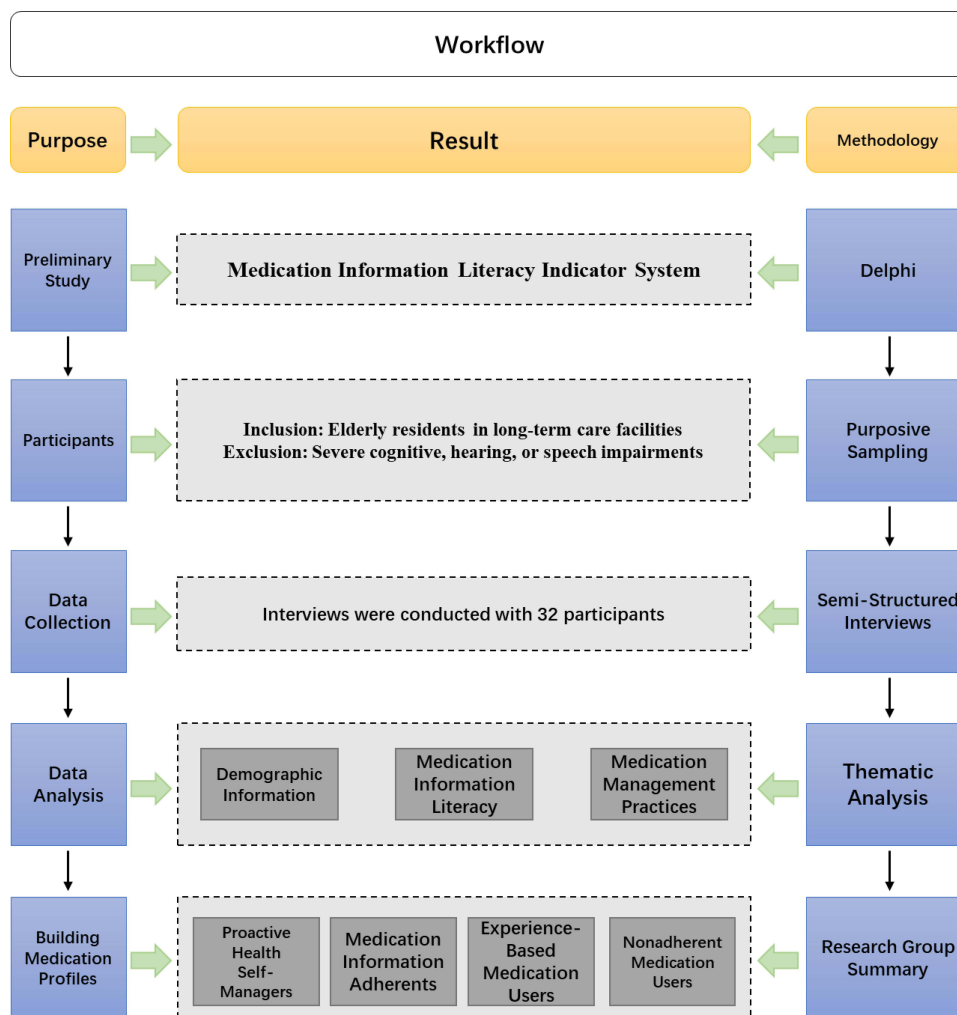 Workflow
Purpose
Result
Methodology
Preliminary
Study
Medication Information Literacy Indicator System
Delphi
Participants
Inclusion: Elderly residents in long-term care facilities
Exclusion: Severe cognitive, hearing, or speech impairments
Purposive
Sampling
Data
Collection
Interviews were conducted with 32 participants
Semi-Structured
Interviews
Data
Analysis
Demographic
Information
Medication
Information
Literacy
Medication
Management
Practices
Thematic
Analysis
Building
Medication
Profiles
Proactive
Health
Self-
Managers
Medication
Information
Adherents
Experience-
Based
Medication
Users
Nonadherent
Medication
Users
Research Group
Summary